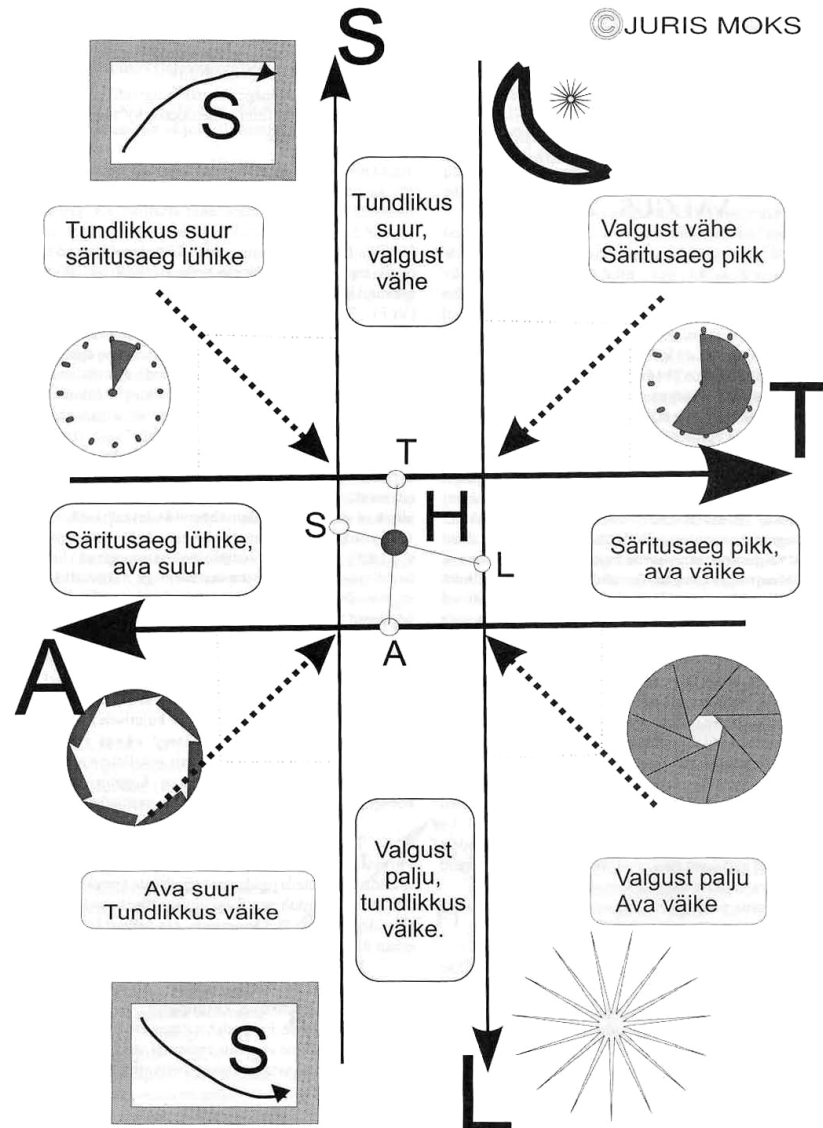 S
© JURIS MOKS
S
Tundlikkus suur
säritusaeg lühike
Tundlikus
suur,
valgust
vähe
Valgust vähe
Säritusaeg pikk
T
T
H
S
L
Säritusaeg lühike,
ava suur
Säritusaeg pikk,
ava väike
A
A
Ava suur
Tundlikkus väike
Valgust
palju,
tundlikkus
väike.
Valgust palju
Ava väike
S
L